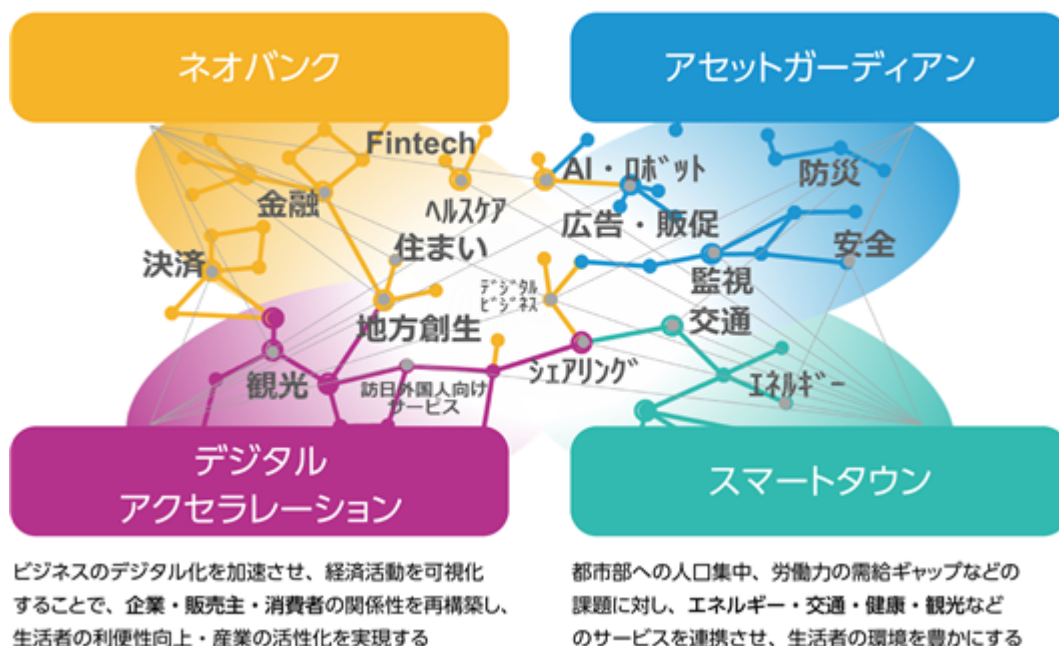 ネオバンク
アセットガーディアン
Fintech
AI・ロボット
防災
金融
ヘルスケア
広告・販促
住まい
安全
決済
監視
デジタル
ビジネス
地方創生
交通
観光
訪日外国人向け
サービス
シェアリング
エネルギー
デジタル
アクセラレーション
スマートタウン
ビジネスのデジタル化を加速させ、経済活動を可視化
することで、企業・販売主・消費者の関係性を再構築し、
生活者の利便性向上・産業の活性化を実現する
都市部への人口集中、労働力の需給ギャップなどの
課題に対し、エネルギー・交通・健康・観光など
のサービスを連携させ、生活者の環境を豊かにする